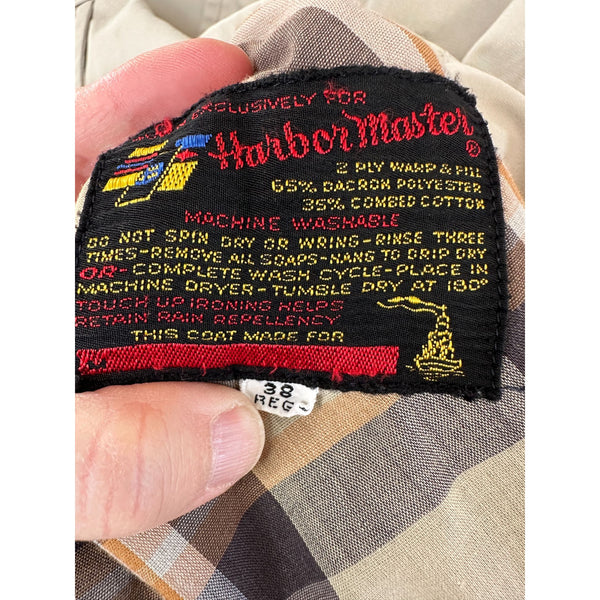 EXCLUSIVELY FOR
Harbor Master ®
2 PLY WARP & FILL
65% DACRON POLYESTER
35% COMBED COTTON
MACHINE WASHABLE
DO NOT SPIN DRY OR WRING-RINSE THREE
TIMES-REMOVE ALL SOAPS-HANG TO DRIP DRY
OR-COMPLETE WASH CYCLE-PLACE IN
MACHINE DRYER-TUMBLE DRY AT 180°
TOUCH UP IRONING HELPS
RETAIN RAIN REPELLENCY
THIS COAT MADE FOR
38
REG-